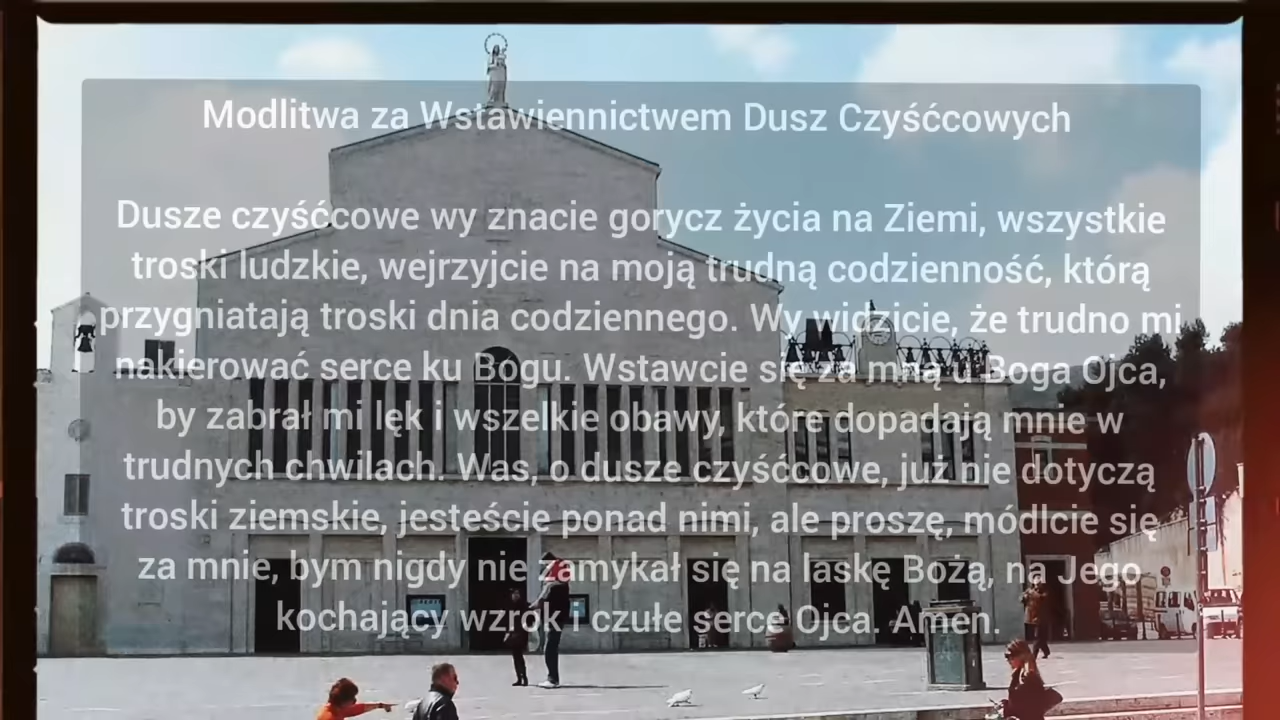 Modlitwa za Wstawiennictwem Dusz Czyśćcowych
Dusze czyśćcowe wy znacie gorycz życia na Ziemi, wszystkie
troski ludzkie, wejrzyjcie na moją trudną codzienność, którą
przygniatają troski dnia codziennego. Wy widzicie, że trudno mi
nakierować serce ku Bogu. Wstawcie się za mną u Boga Ojca,
by zabrał mi lęk i wszelkie obawy, które dopadają mnie w
trudnych chwilach. Was, o dusze czyśćcowe, już nie dotyczą
troski ziemskie, jesteście ponad nimi, ale proszę, módlcie się
za mnie, bym nigdy nie zamykał się na laskę Bożą, na Jego
kochający wzrok i czułe serce Ojca. Amen.